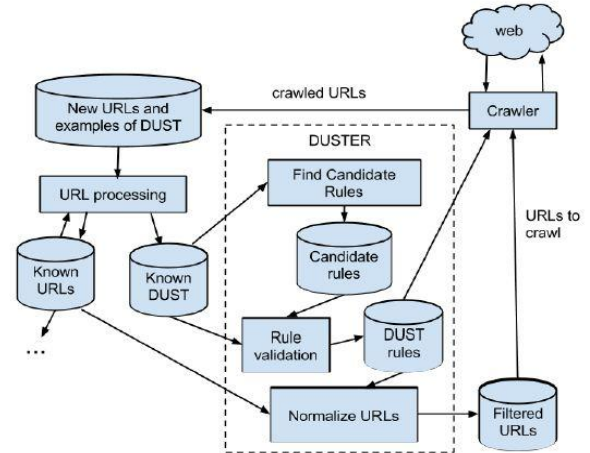 web
crawled URLs
Crawler
New URLs and
examples of DUST
DUSTER
URL processing
Find Candidate
Rules
URLs to
crawl
Known
URLs
Known
DUST
Candidate
rules
...
Rule
validation
DUST
rules
Normalize URLs
Filtered
URLs